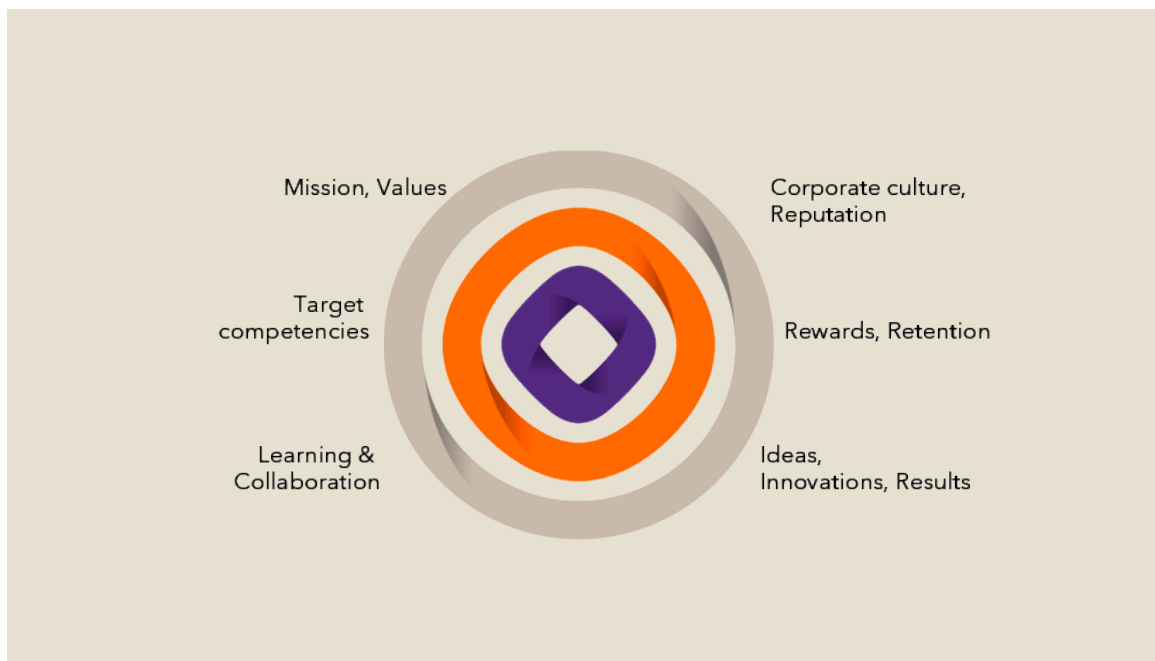 Mission, Values
Corporate culture,
Reputation
Target
competencies
Rewards, Retention
Learning &
Collaboration
Ideas,
Innovations, Results